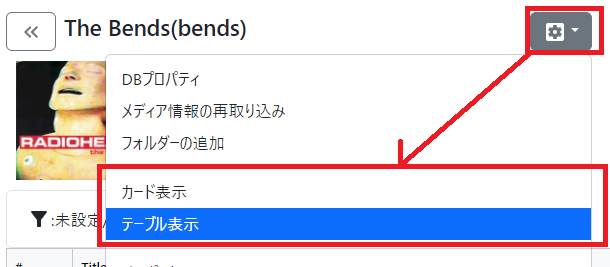 The Bends(bends)
RADIOHE
the
DBプロパティ
メディア情報の再取り込み
フォルダーの追加
カード表示
テーブル表示
:未設定/
#
Title